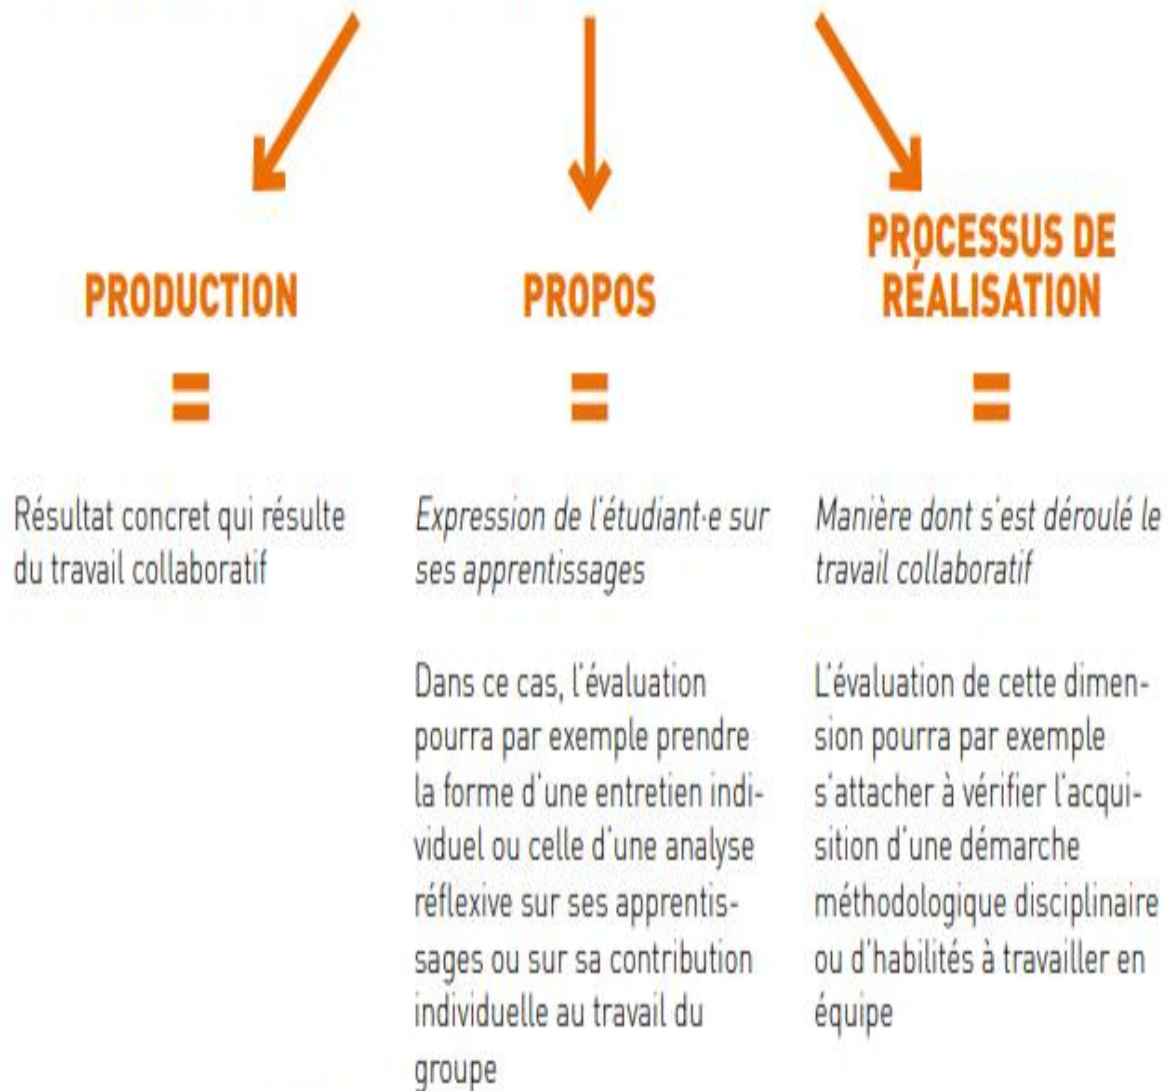 PRODUCTION
=
Résultat concret qui résulte
du travail collaboratif
PROPOS
=
Expression de l'étudiant·e sur
ses apprentissages
Dans ce cas, l'évaluation
pourra par exemple prendre
la forme d'une entretien indi-
viduel ou celle d'une analyse
réflexive sur ses apprentis-
sages ou sur sa contribution
individuelle au travail du
groupe
PROCESSUS DE
RÉALISATION
=
Manière dont s'est déroulé le
travail collaboratif
L'évaluation de cette dimen-
sion pourra par exemple
s'attacher à vérifier l'acqui-
sition d'une démarche
méthodologique disciplinaire
ou d'habilités à travailler en
équipe